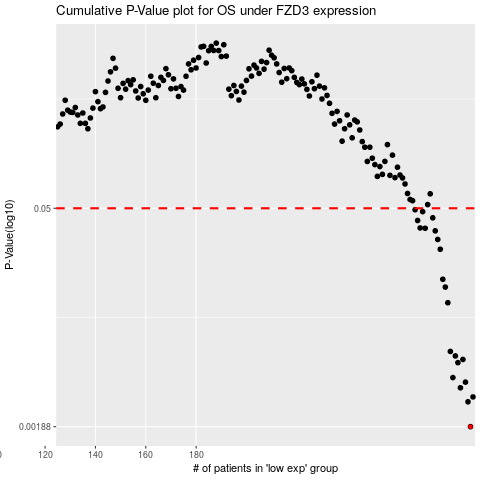 Cumulative P-Value plot for OS under FZD3 expression
P-Value(log10)
0.05
0.00188
0 120 140 160 180
# of patients in 'low exp' group